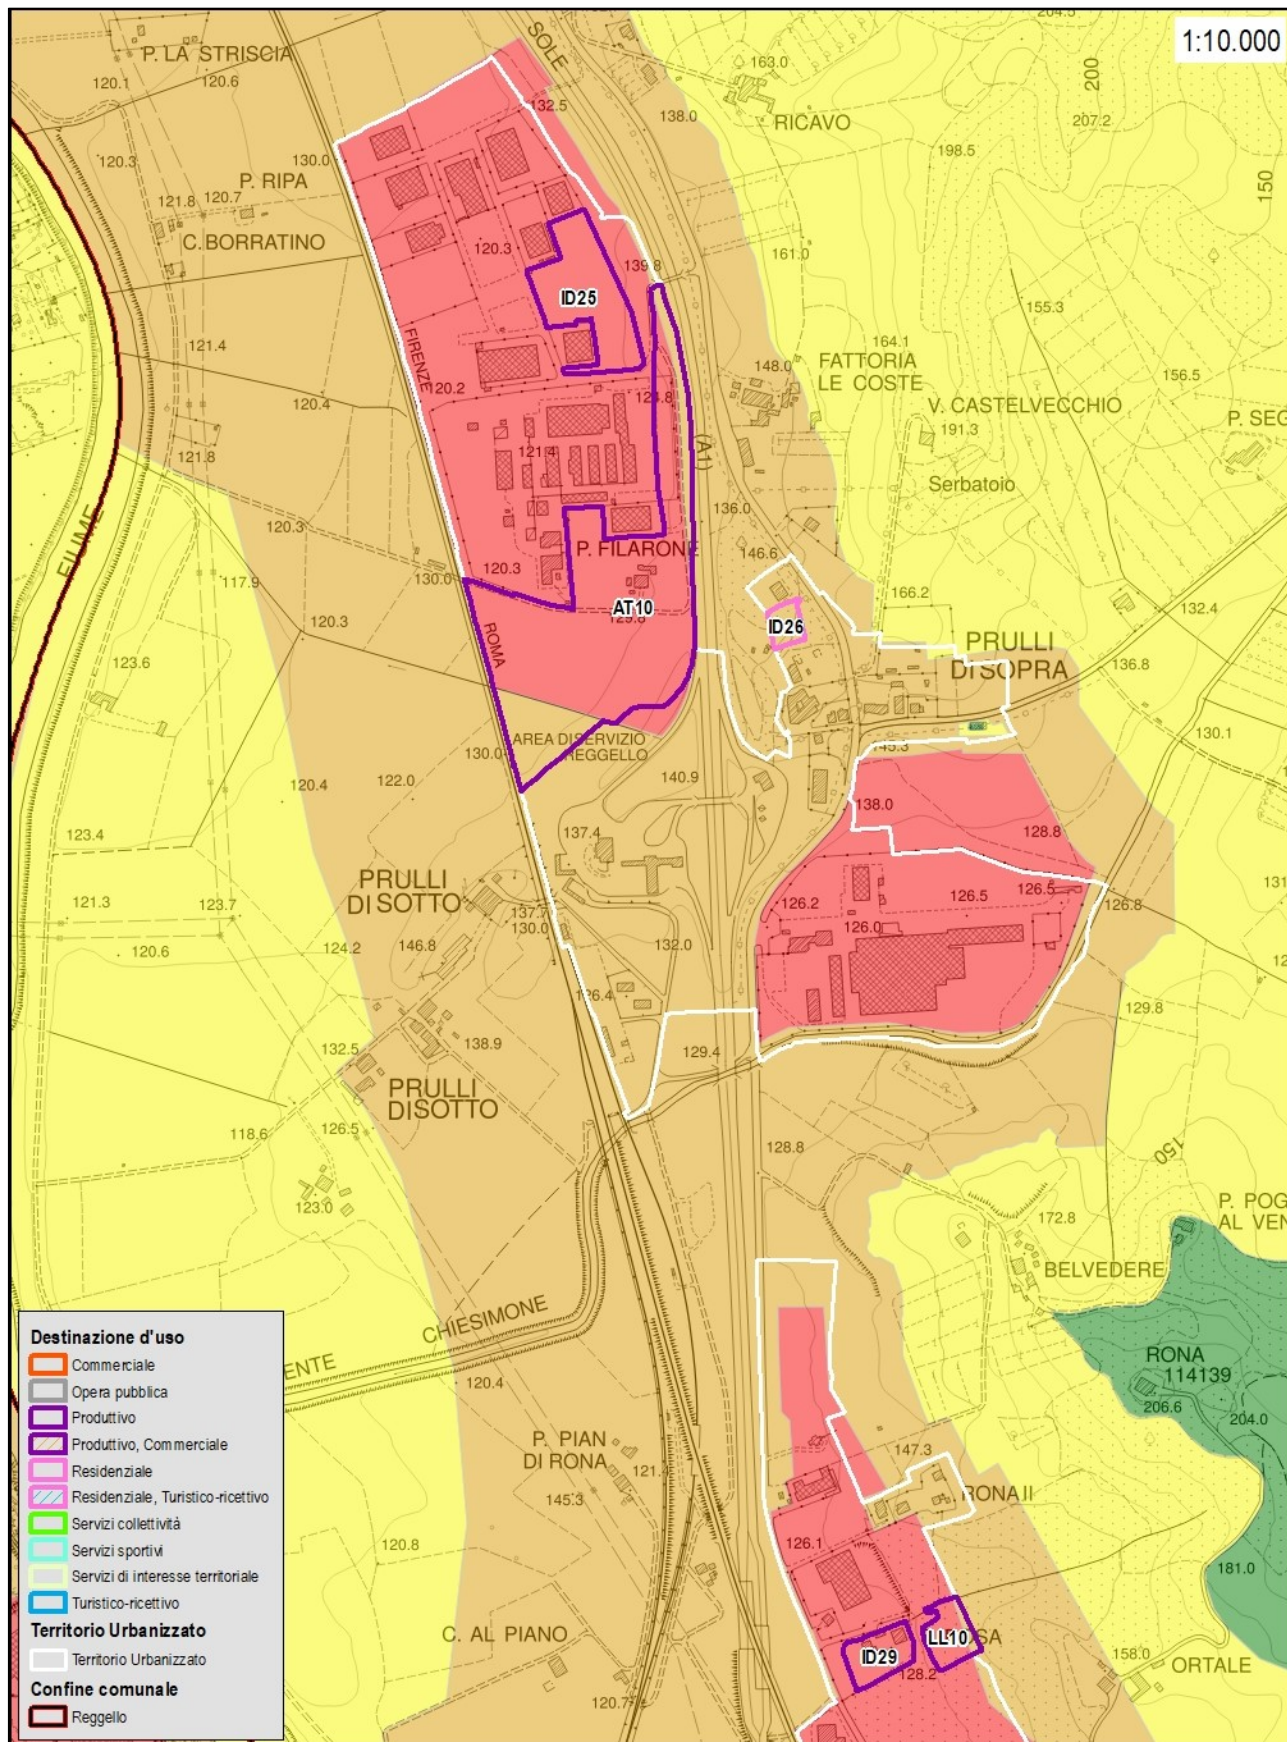 1:10.000
204.5
SOLE
P. LA STRISCIA
120.1
120.6
163.0
200
132.5
138.0
RICAVO
207.2
120.3
130.0
198.5
150
P. RIPA
121.8
120.7
C. BORRATINO
120.3
161.0
139.8
ID25
155.3
121.4
FIRENZE
164.1
FATTORIA
LE COSTE
148.0
156.5
120.2
120.4
V. CASTELVECCHIO
191.3
P. SEG
121.8
121.4
(A1)
Serbatoio
136.0
FIUME
120.3
146.6
P. FILARONE
117.9
130.0
120.3
166.2
132.4
AT10
129.8
ID26
120.3
PRULLI
DI SOPRA
ROMA
123.6
136.8
AREA DI SERVIZIO
REGGELLO
130.0
145.3
130.1
120.4
122.0
140.9
138.0
128.8
123.4
137.4
PRULLI
DI SOTTO
121.3
123.7
126.5
126.5
126.8
131
126.2
126.0
137.7
130.0
120.6
124.2
146.8
132.0
126.4
129.8
132.5
138.9
129.4
PRULLI
DI SOTTO
118.6
126.5
128.8
150
123.0
172.8
P. POG
AL VEN
BELVEDERE
CHIESIMONE
ENTE
120.4
RONA
114139
206.6
204.0
P. PIAN
DI RONA
121.4
147.3
145.3
RONA II
120.8
126.1
181.0
C. AL PIANO
LL10
ID29
128.2
158.0
ORTALE
120.7
Destinazione d'uso
Commerciale
Opera pubblica
Produttivo
Produttivo, Commerciale
Residenziale
Residenziale, Turistico-ricettivo
Servizi collettività
Servizi sportivi
Servizi di interesse territoriale
Turistico-ricettivo
Territorio Urbanizzato
Territorio Urbanizzato
Confine comunale
Reggello